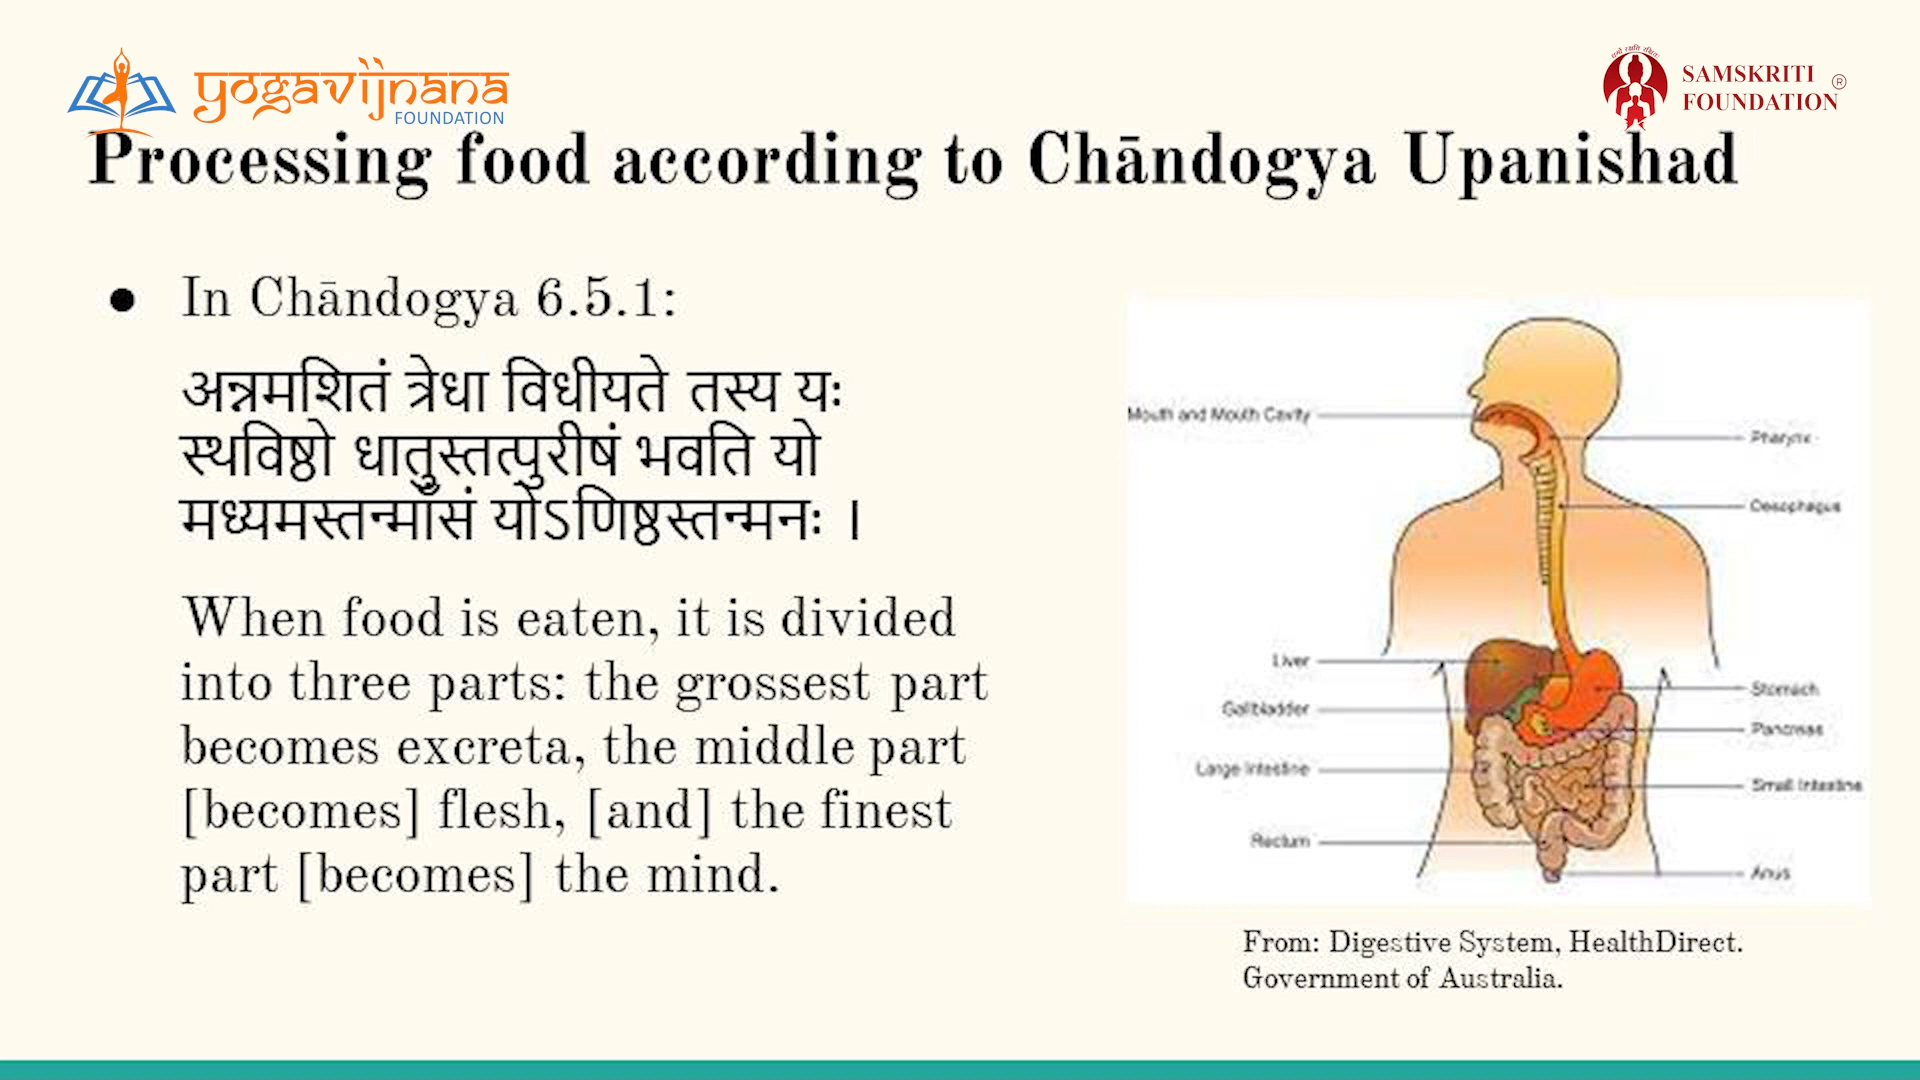 yogavijnana
FOUNDATION
SAMSKRITI
FOUNDATION ®
Processing food according to Chāndogya Upanishad
● In Chāndogya 6.5.1:
अन्नमशितं त्रेधा विधीयते तस्य यः
स्थविष्ठो धातुस्तत्पुरीषं भवति यो
मध्यमस्तन्माँसं योऽणिष्ठस्तन्मनः ।
When food is eaten, it is divided
into three parts: the grossest part
becomes excreta, the middle part
[becomes] flesh, [and] the finest
part [becomes] the mind.
Mouth and Mouth Cavity
Pharynx
Oesophagus
Liver
Stomach
Gallbladder
Pancreas
Large Intestine
Small Intestine
Rectum
Anus
From: Digestive System, HealthDirect.
Government of Australia.